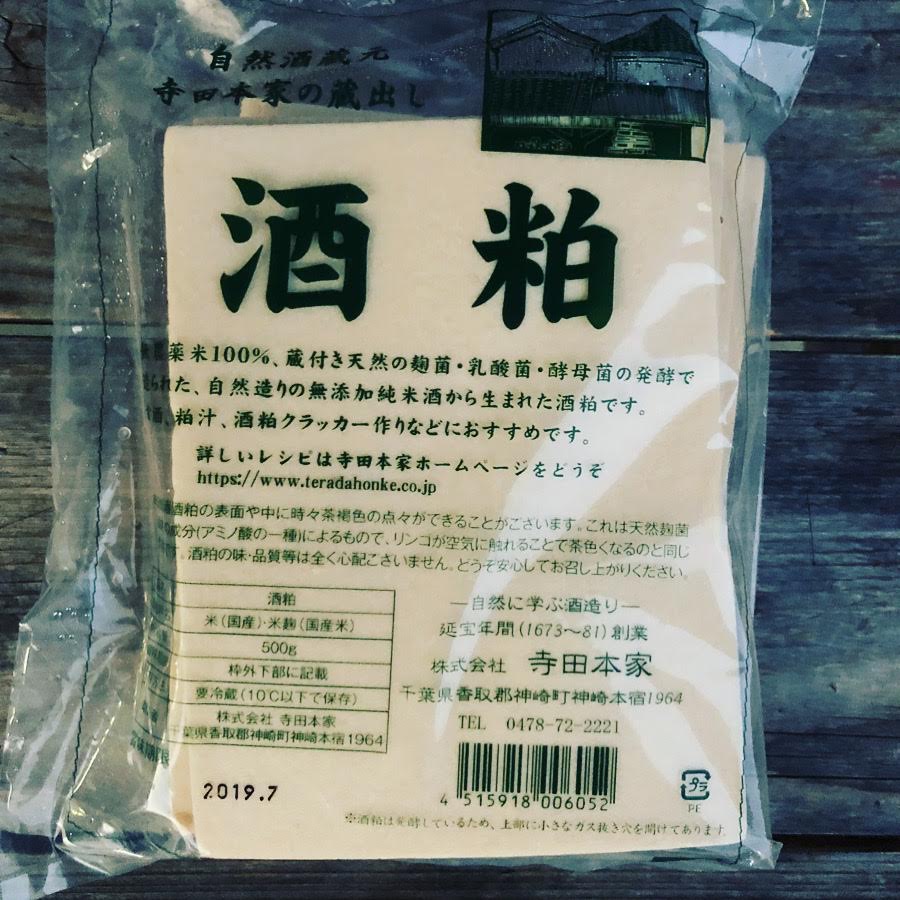 自然酒蔵元
寺田本家の蔵出し
酒粕
薬米100%、蔵付き天然の麹菌・乳酸菌・酵母菌の発酵で
られた、自然造りの無添加純米酒から生まれた酒粕です。
、粕汁、酒粕クラッカー作りなどにおすすめです。
詳しいレシピは寺田本家ホームページをどうぞ
https://www.teradahonke.co.jp
酒粕の表面や中に時々茶褐色の点々ができることがございます。これは天然麹菌
成分(アミノ酸の一種)によるもので、リンゴが空気に触れることで茶色くなるのと同じ
す。酒粕の味・品質等は全く心配ございません。どうぞ安心してお召し上がりください。
酒粕
米(国産)・米麹(国産米)
500g
枠外下部に記載
要冷蔵(10℃以下で保存)
株式会社 寺田本家
千葉県香取郡神崎町神崎本宿1964
2019.7
—自然に学ぶ酒造り—
延宝年間(1673〜81)創業
株式会社 寺田本家
千葉県香取郡神崎町神崎本宿1964
TEL 0478-72-2221
4 515918 006052
プラ
PE
※酒粕は発酵しているため、上部に小さなガス抜き穴を開けてあります